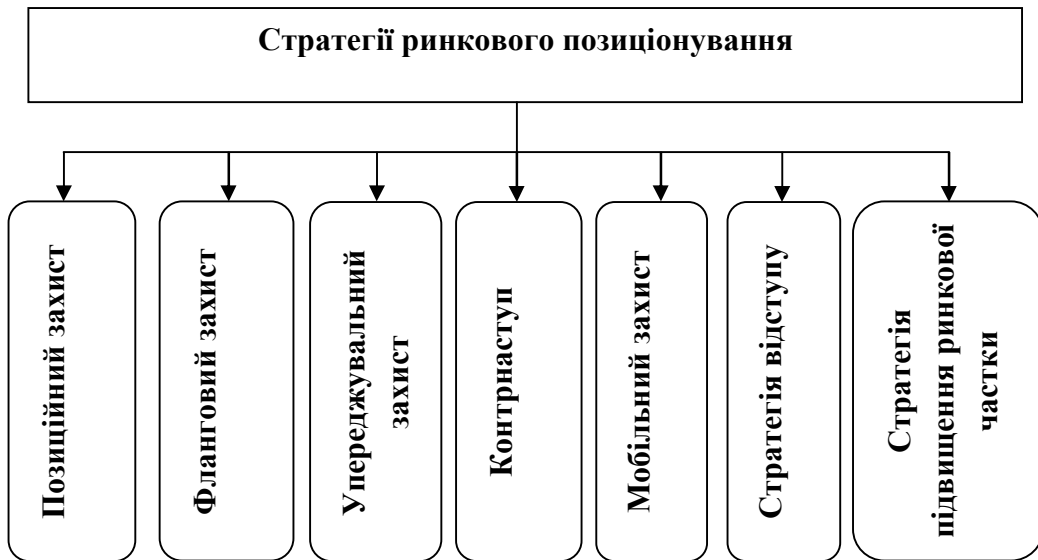 Стратегії ринкового позиціонування
Позиційний захист
Фланговий захист
Упереджувальний
захист
Контрнаступ
Мобільний захист
Стратегія відступу
Стратегія
підвищення ринкової
частки